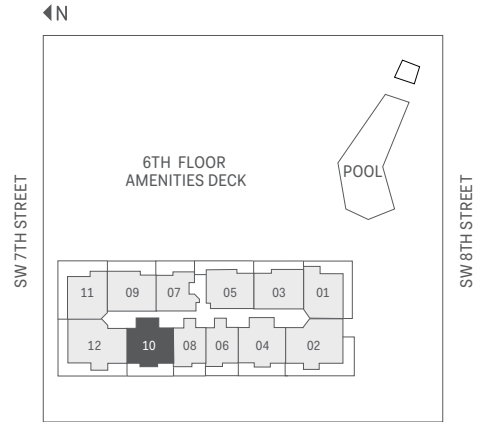 N
6TH FLOOR
AMENITIES DECK
POOL
SW 7TH STREET
SW 8TH STREET
11 09 07 05 03 01
12 10 08 06 04 02